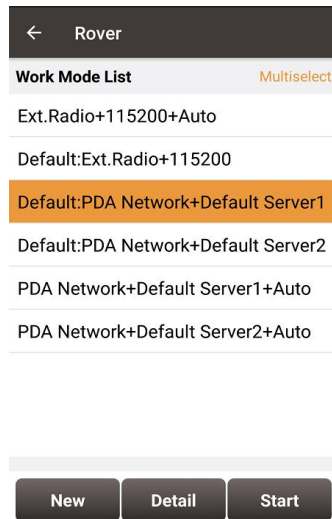 Rover
Work Mode List Multiselect
Ext.Radio+115200+Auto
Default:Ext.Radio+115200
Default:PDA Network+Default Server1
Default:PDA Network+Default Server2
PDA Network+Default Server1+Auto
PDA Network+Default Server2+Auto
New Detail Start